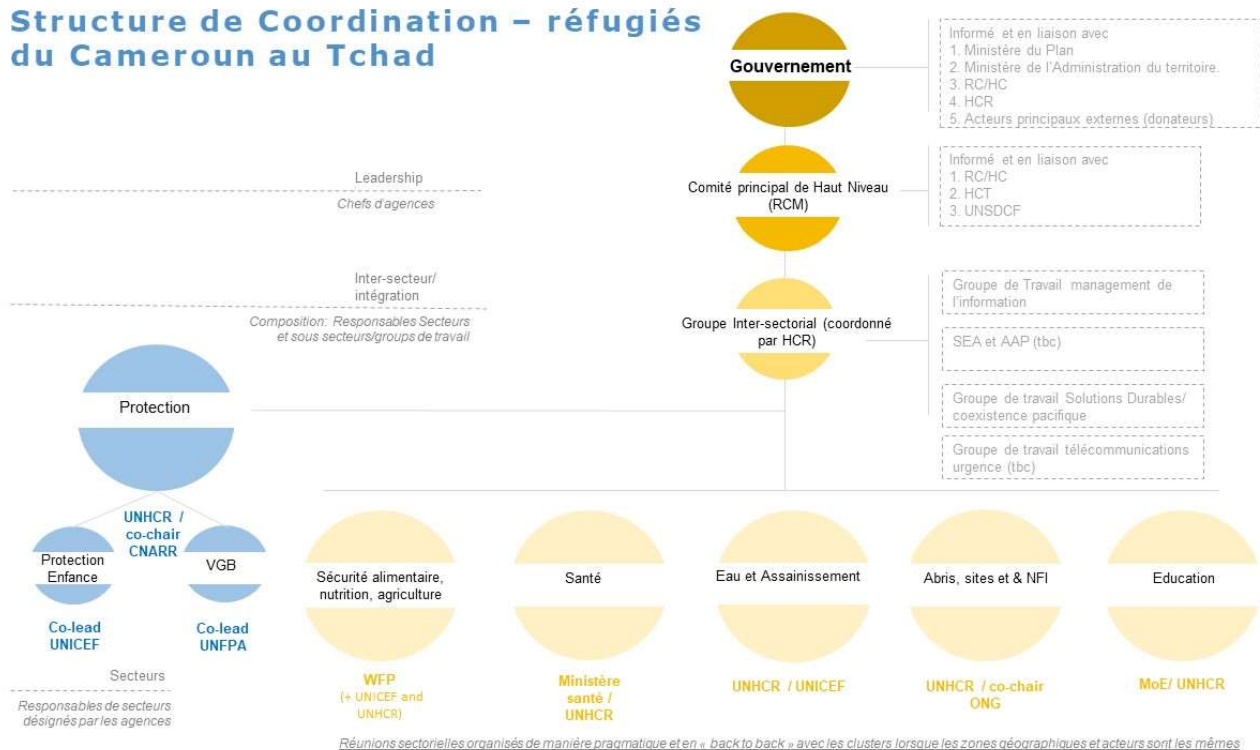 Structure de Coordination – réfugiés
du Cameroun au Tchad
Gouvernement
Informé et en liaison avec
1. Ministère du Plan
2. Ministère de l'Administration du territoire.
3. RC/HC
4. HCR
5. Acteurs principaux externes (donateurs)
Leadership
Chefs d'agences
Comité principal de Haut Niveau
(RCM)
Informé et en liaison avec
1. RC/HC
2. HCT
3. UNSDCF
Inter-secteur/
intégration
Composition: Responsables Secteurs
et sous secteurs/groupes de travail
Groupe Inter-sectorial (coordonné
par HCR)
Groupe de Travail management de
l'information
SEA et AAP (tbc)
Groupe de travail Solutions Durables/
coexistence pacifique
Groupe de travail télécommunications
urgence (tbc)
Protection
UNHCR /
co-chair
CNARR
Protection
Enfance
VGB
Co-lead
UNICEF
Co-lead
UNFPA
Sécurité alimentaire,
nutrition, agriculture
Santé
Eau et Assainissement
Abris, sites et & NFI
Education
WFP
(+ UNICEF and
UNHCR)
Ministère
santé /
UNHCR
UNHCR / UNICEF
UNHCR / co-chair
ONG
MoE/ UNHCR
Secteurs
Responsables de secteurs
désignés par les agences
Réunions sectorielles organisés de manière pragmatique et en « back to back » avec les clusters lorsque les zones géographiques et acteurs sont les mêmes